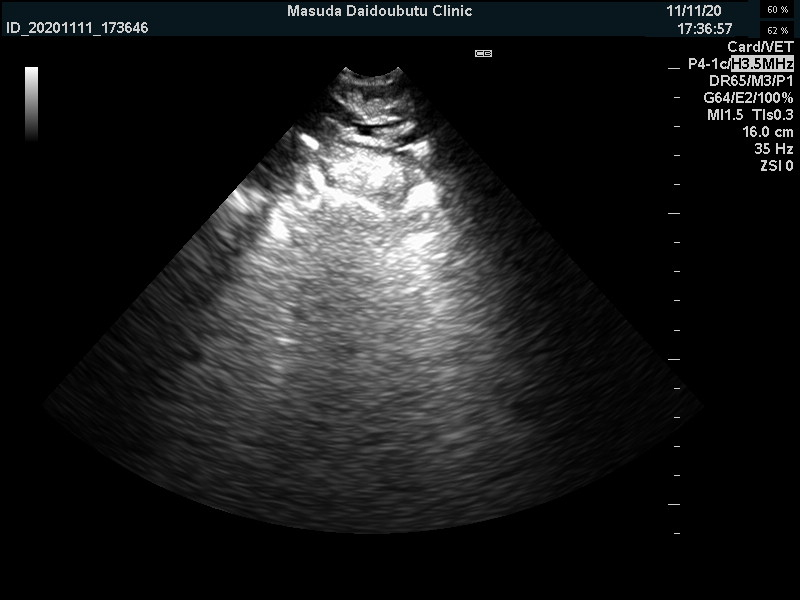 Masuda Daidoubutu Clinic
11/11/20
60 %
ID_20201111_173646
17:36:57
62 %
Card/VET
P4-1c/H3.5MHz
DR65/M3/P1
G64/E2/100%
MI1.5 TIs0.3
16.0 cm
35 Hz
ZSI 0